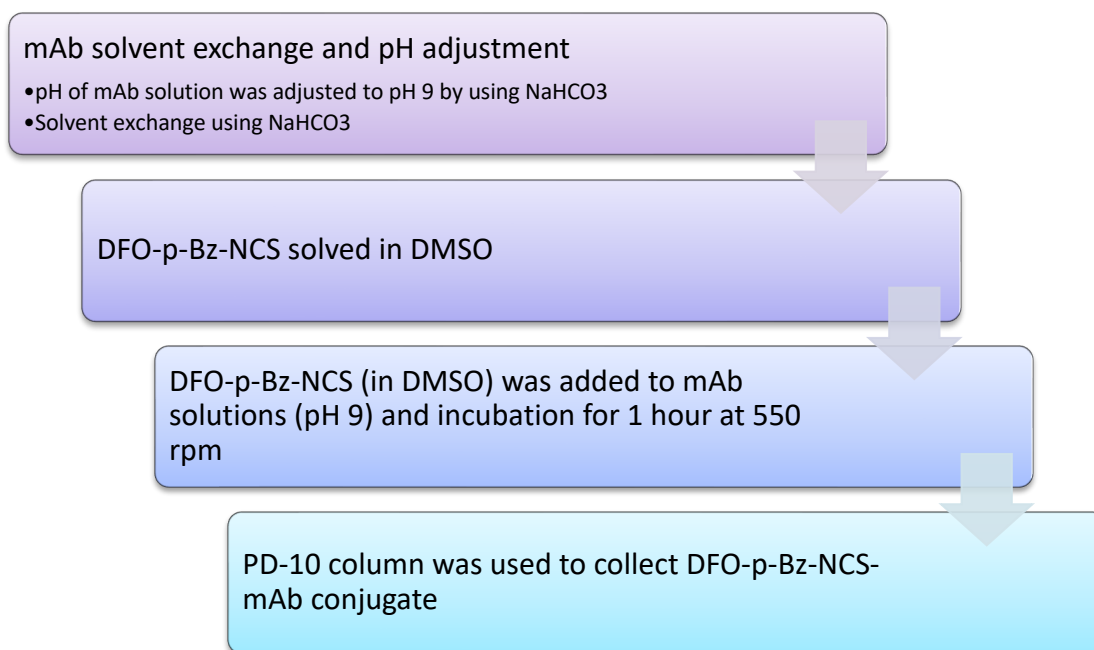 mAb solvent exchange and pH adjustment
•pH of mAb solution was adjusted to pH 9 by using NaHCO3
•Solvent exchange using NaHCO3
DFO-p-Bz-NCS solved in DMSO
DFO-p-Bz-NCS (in DMSO) was added to mAb
solutions (pH 9) and incubation for 1 hour at 550
rpm
PD-10 column was used to collect DFO-p-Bz-NCS-
mAb conjugate